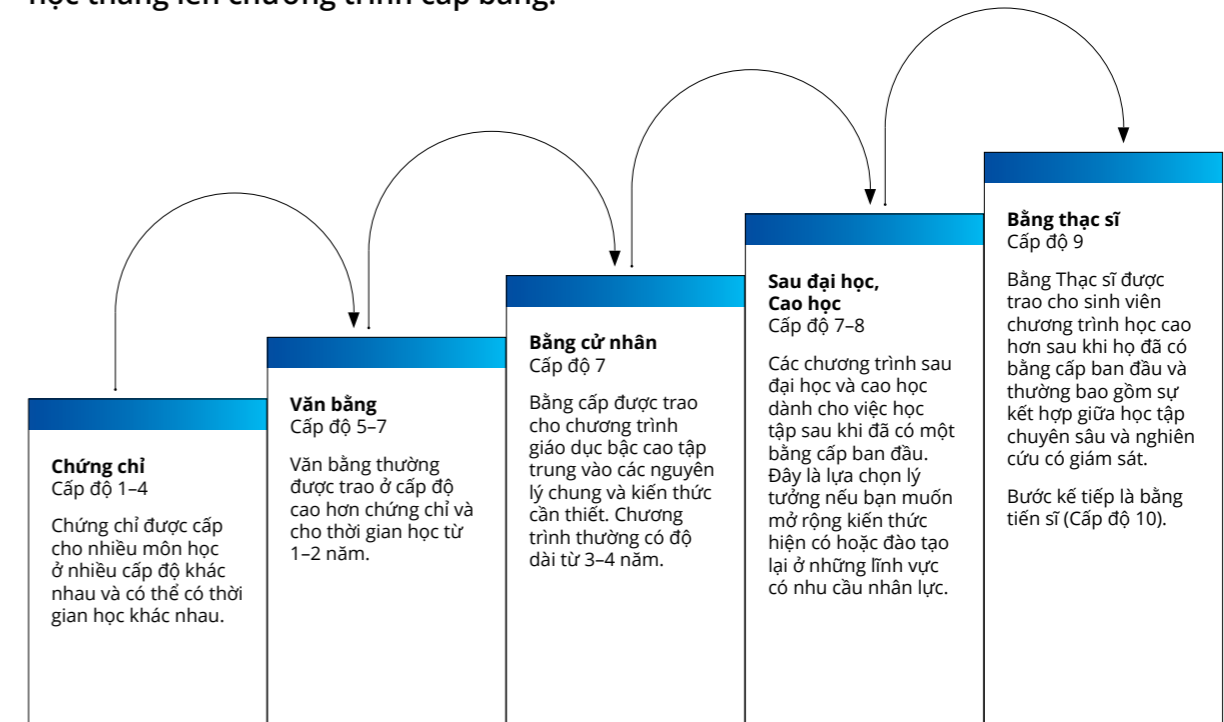 học thẳng lên chương trình cấp bằng.
Chứng chỉ
Cấp độ 1–4
Chứng chỉ được cấp
cho nhiều môn học
ở nhiều cấp độ khác
nhau và có thể có thời
gian học khác nhau.
Văn bằng
Cấp độ 5–7
Văn bằng thường
được trao ở cấp độ
cao hơn chứng chỉ và
cho thời gian học từ
1–2 năm.
Bằng cử nhân
Cấp độ 7
Bằng cấp được trao
cho chương trình
giáo dục bậc cao tập
trung vào các nguyên
lý chung và kiến thức
cần thiết. Chương
trình thường có độ
dài từ 3–4 năm.
Sau đại học,
Cao học
Cấp độ 7–8
Các chương trình sau
đại học và cao học
dành cho việc học
tập sau khi đã có một
bằng cấp ban đầu.
Đây là lựa chọn lý
tưởng nếu bạn muốn
mở rộng kiến thức
hiện có hoặc đào tạo
lại ở những lĩnh vực
có nhu cầu nhân lực.
Bằng thạc sĩ
Cấp độ 9
Bằng Thạc sĩ được
trao cho sinh viên
chương trình học cao
hơn sau khi họ đã có
bằng cấp ban đầu và
thường bao gồm sự
kết hợp giữa học tập
chuyên sâu và nghiên
cứu có giám sát.
Bước kế tiếp là bằng
tiến sĩ (Cấp độ 10).